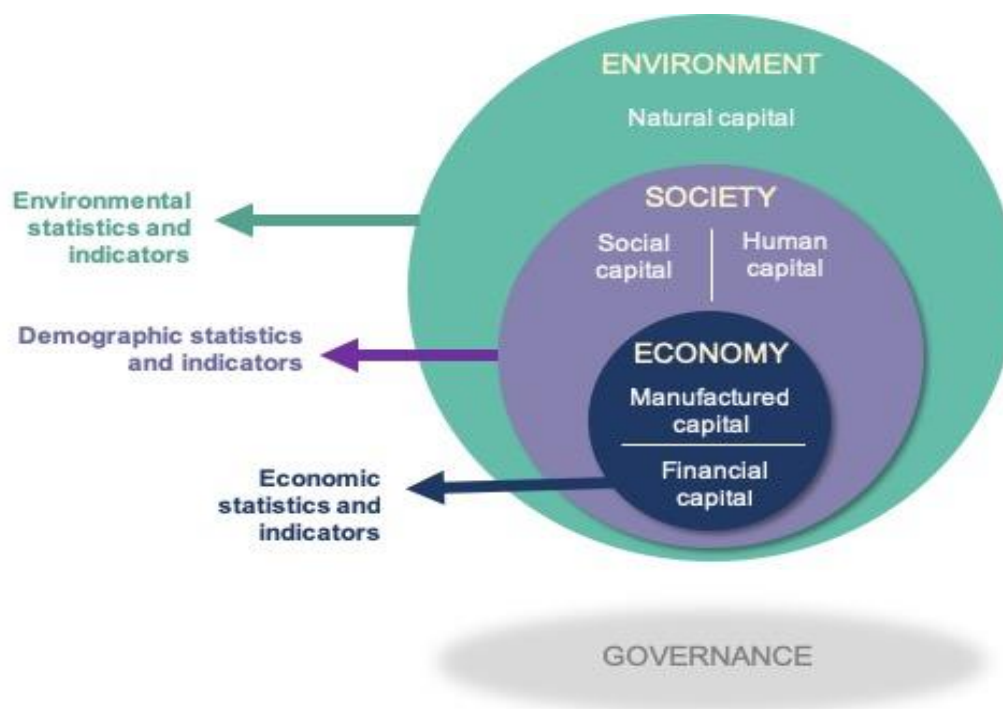 ENVIRONMENT
Natural capital
SOCIETY
Social
capital
Human
capital
ECONOMY
Manufactured
capital
Financial
capital
Environmental
statistics and
indicators
Demographic statistics
and indicators
Economic
statistics and
indicators
GOVERNANCE